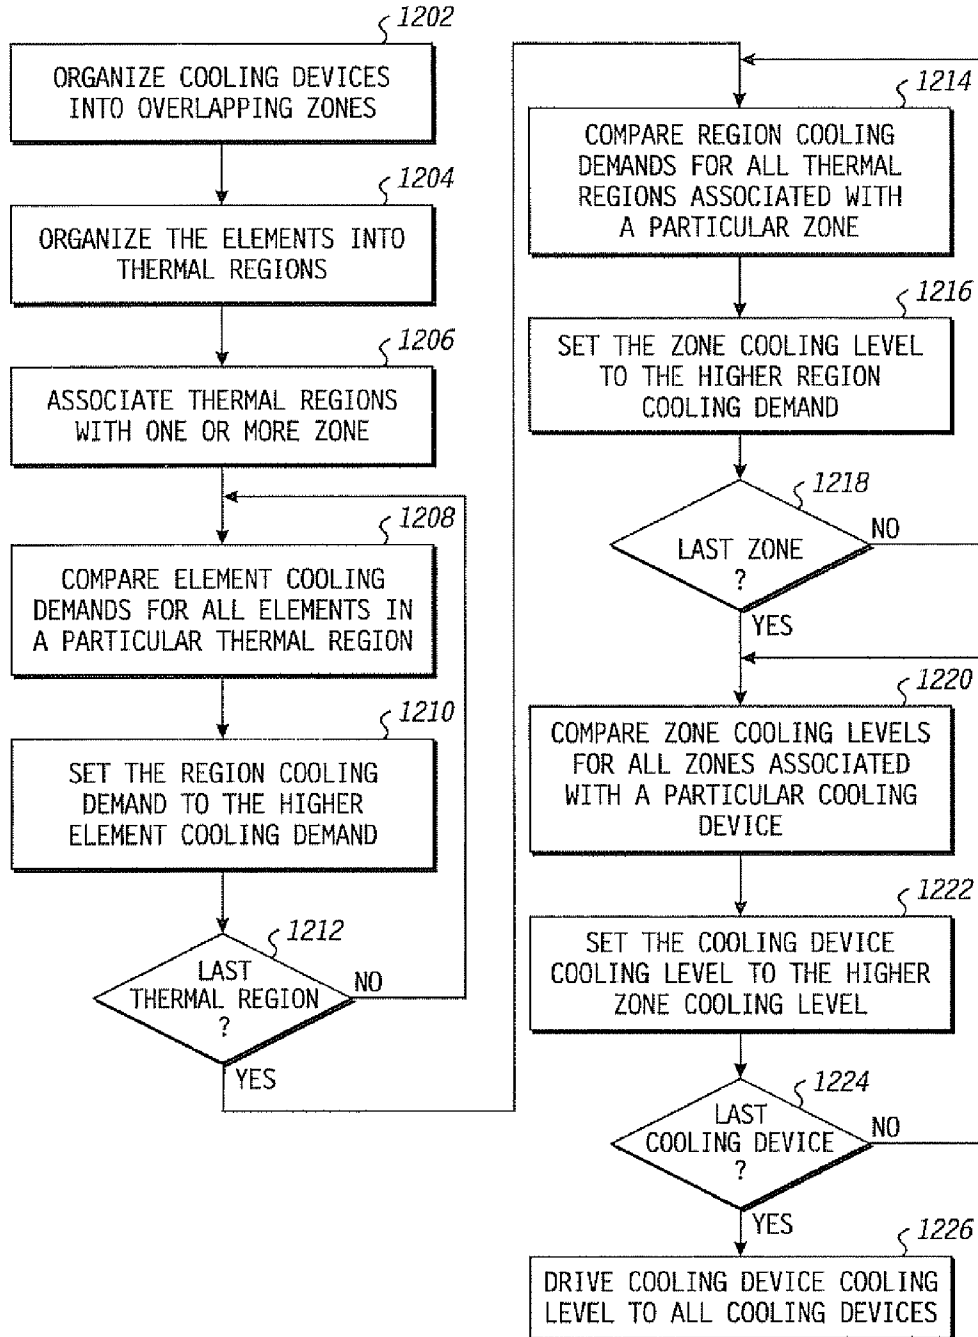 1202
ORGANIZE COOLING DEVICES
INTO OVERLAPPING ZONES
1204
ORGANIZE THE ELEMENTS INTO
THERMAL REGIONS
1206
ASSOCIATE THERMAL REGIONS
WITH ONE OR MORE ZONE
1208
COMPARE ELEMENT COOLING
DEMANDS FOR ALL ELEMENTS IN
A PARTICULAR THERMAL REGION
1210
SET THE REGION COOLING
DEMAND TO THE HIGHER
ELEMENT COOLING DEMAND
1212
LAST
THERMAL REGION
?
NO
YES
1214
COMPARE REGION COOLING
DEMANDS FOR ALL THERMAL
REGIONS ASSOCIATED WITH
A PARTICULAR ZONE
1216
SET THE ZONE COOLING LEVEL
TO THE HIGHER REGION
COOLING DEMAND
1218
LAST ZONE
?
NO
YES
1220
COMPARE ZONE COOLING LEVELS
FOR ALL ZONES ASSOCIATED
WITH A PARTICULAR COOLING
DEVICE
1222
SET THE COOLING DEVICE
COOLING LEVEL TO THE HIGHER
ZONE COOLING LEVEL
1224
LAST
COOLING DEVICE
?
NO
YES
1226
DRIVE COOLING DEVICE COOLING
LEVEL TO ALL COOLING DEVICES